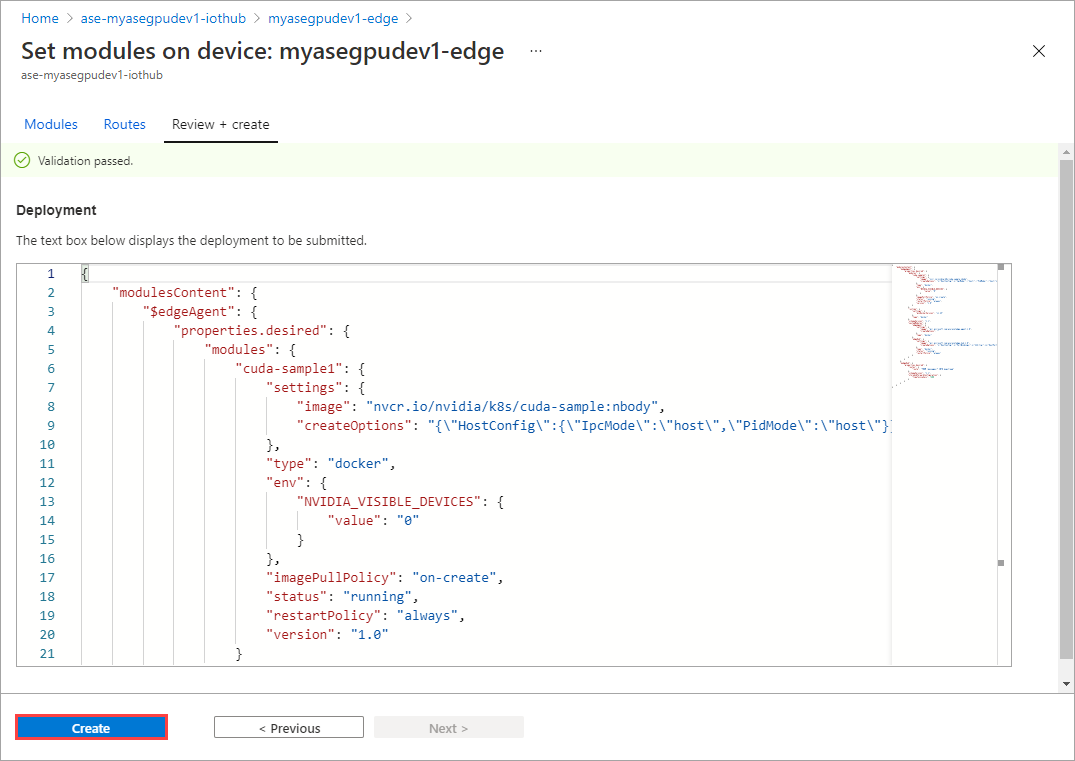 Home > ase-myasegpudev1-iothub > myasegpudev1-edge >
Set modules on device: myasegpudev1-edge ...
ase-myasegpudev1-iothub
Modules Routes Review + create
Validation passed.
Deployment
The text box below displays the deployment to be submitted.
1 {
2 "modulesContent": {
3 "$edgeAgent": {
4 "properties.desired": {
5 "modules": {
6 "cuda-sample1": {
7 "settings": {
8 "image": "nvcr.io/nvidia/k8s/cuda-sample:nbody",
9 "createOptions": "{\"HostConfig\":{\"IpcMode\":\"host\",\"PidMode\":\"host\"}
10 },
11 "type": "docker",
12 "env": {
13 "NVIDIA_VISIBLE_DEVICES": {
14 "value": "0"
15 }
16 },
17 "imagePullPolicy": "on-create",
18 "status": "running",
19 "restartPolicy": "always",
20 "version": "1.0"
21 }
Create < Previous Next >